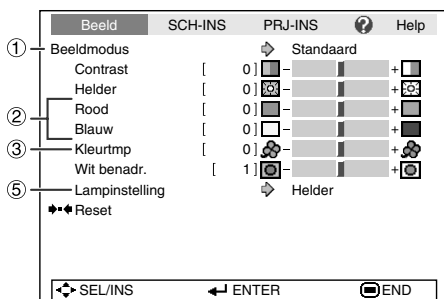 Beeld SCH-INS PRJ-INS ? Help
① Beeldmodus Standaard
Contrast [ 0] - +
Helder [ 0] - +
② Rood [ 0] - +
Blauw [ 0] - +
③ Kleurtmp [ 0] - +
Wit benadr. [ 1] - +
⑤ Lampinstelling Helder
Reset
SEL/INS ENTER END